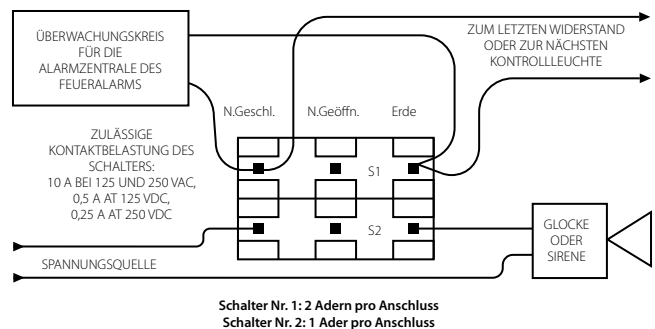 ÜBERWACHUNGSKREIS
FÜR DIE
ALARMZENTRALE DES
FEUERALARMS
ZUM LETZTEN WIDERSTAND
ODER ZUR NÄCHSTEN
KONTROLLLEUCHTE
N.Geschl.
N.Geöffn.
Erde
ZULÄSSIGE
KONTAKTBELASTUNG DES
SCHALTERS:
10 A BEI 125 UND 250 VAC,
0,5 A AT 125 VDC,
0,25 A AT 250 VDC
S1
S2
GLOCKE
ODER
SIRENE
SPANNUNGSQUELLE
Schalter Nr. 1: 2 Adern pro Anschluss
Schalter Nr. 2: 1 Ader pro Anschluss